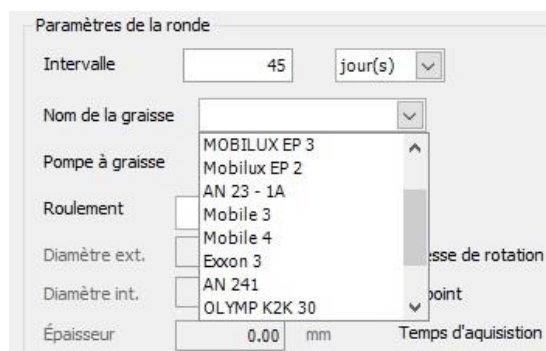 Paramètres de la ronde
Intervalle 45 jour(s)
Nom de la graisse
MOBILUX EP 3
Pompe à graisse
Mobilux EP 2
AN 23 - 1A
Roulement
Mobile 3
Mobile 4
Diamètre ext.
Exxon 3
esse de rotation
AN 241
Diamètre int.
OLYMP K2K 30
point
Épaisseur 0.00 mm Temps d'aquisistion